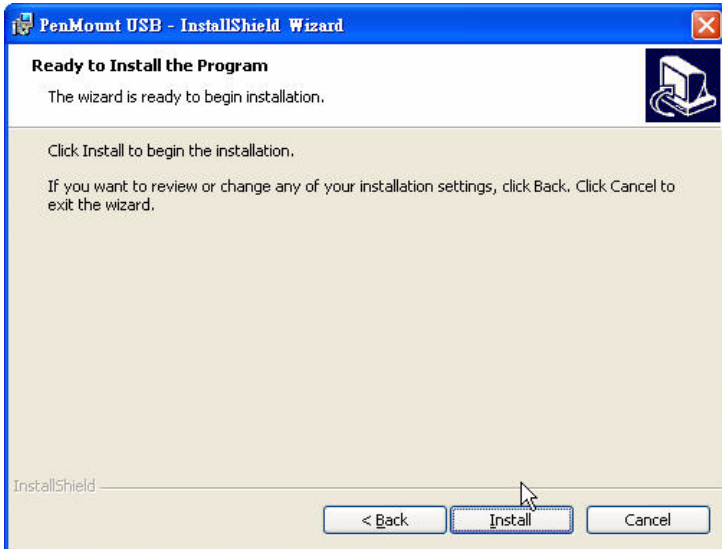 PenMount USB - InstallShield Wizard
Ready to Install the Program
The wizard is ready to begin installation.
Click Install to begin the installation.
If you want to review or change any of your installation settings, click Back. Click Cancel to
exit the wizard.
InstallShield
< Back Install Cancel